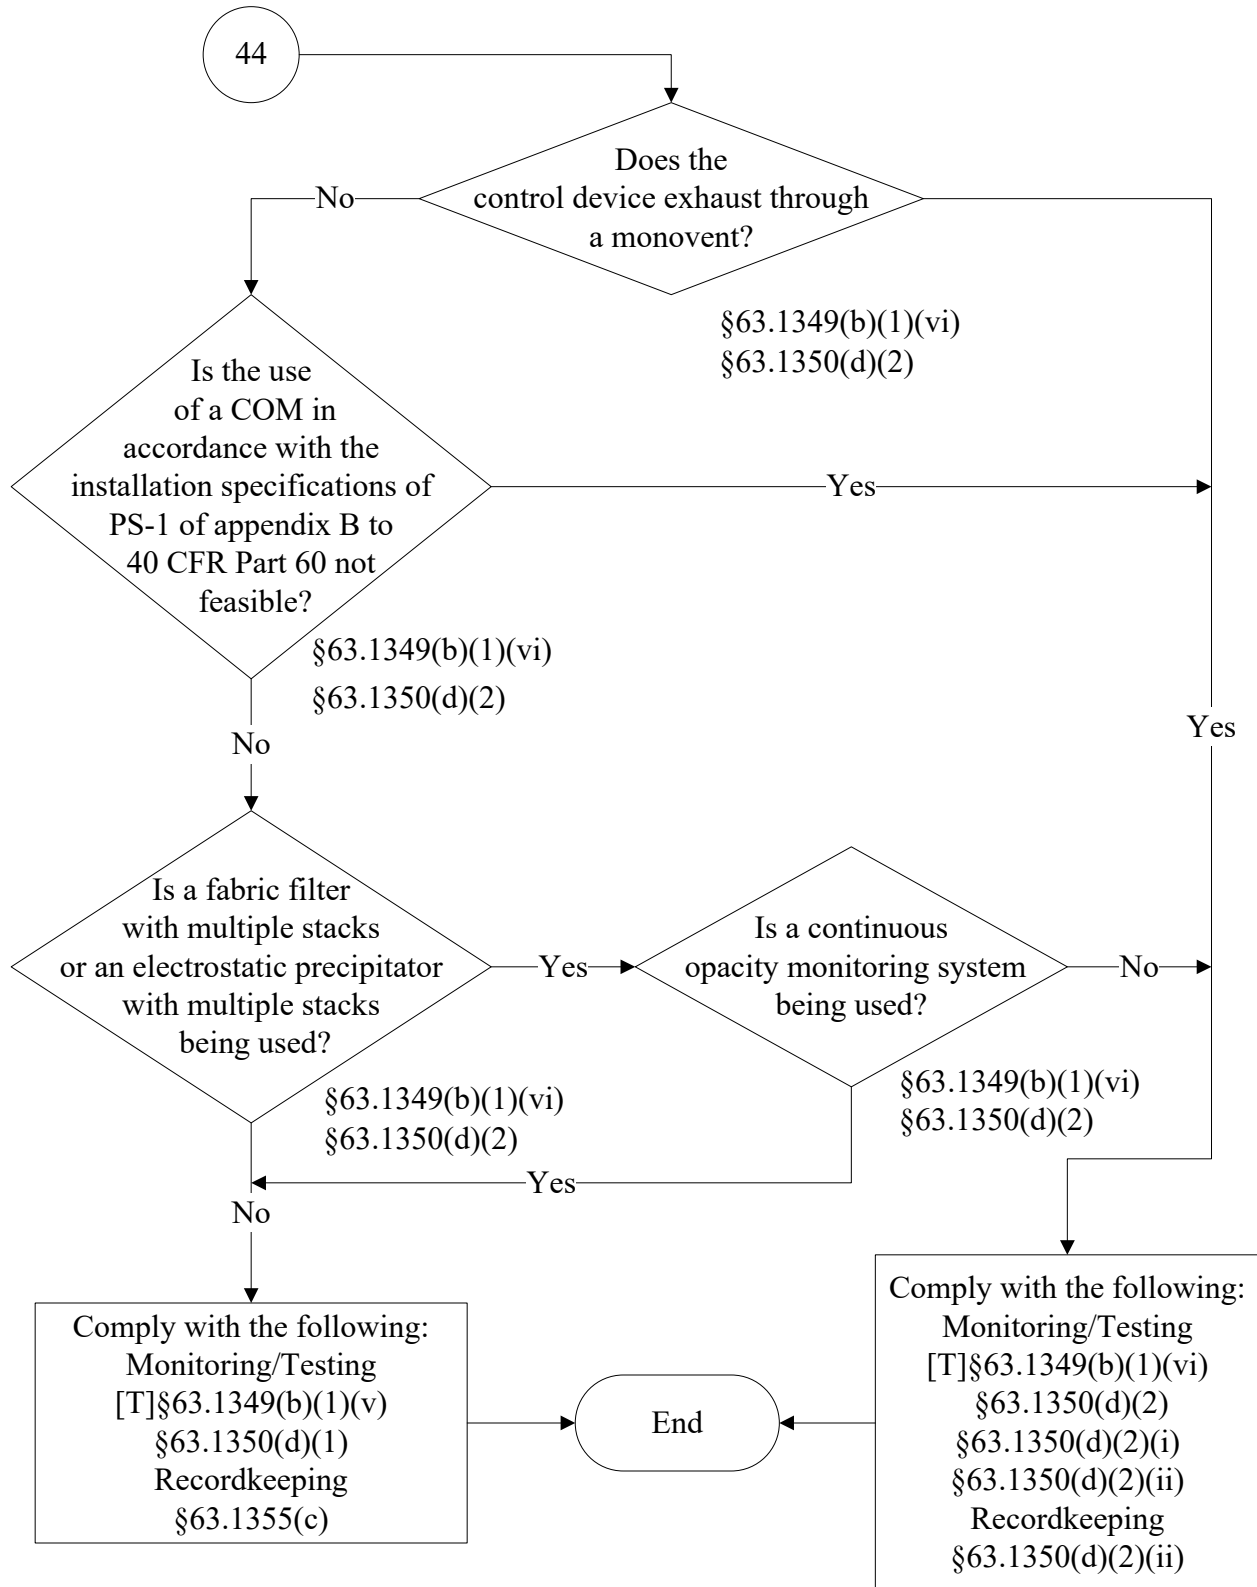 44
Does the
control device exhaust through
a monovent?
No
§63.1349(b)(1)(vi)
§63.1350(d)(2)
Is the use
of a COM in
accordance with the
installation specifications of
PS-1 of appendix B to
40 CFR Part 60 not
feasible?
Yes
§63.1349(b)(1)(vi)
§63.1350(d)(2)
Yes
No
Is a fabric filter
with multiple stacks
or an electrostatic precipitator
with multiple stacks
being used?
Yes
Is a continuous
opacity monitoring system
being used?
No
§63.1349(b)(1)(vi)
§63.1350(d)(2)
§63.1349(b)(1)(vi)
§63.1350(d)(2)
Yes
No
Comply with the following:
Monitoring/Testing
[T]§63.1349(b)(1)(v)
§63.1350(d)(1)
Recordkeeping
§63.1355(c)
End
Comply with the following:
Monitoring/Testing
[T]§63.1349(b)(1)(vi)
§63.1350(d)(2)
§63.1350(d)(2)(i)
§63.1350(d)(2)(ii)
Recordkeeping
§63.1350(d)(2)(ii)